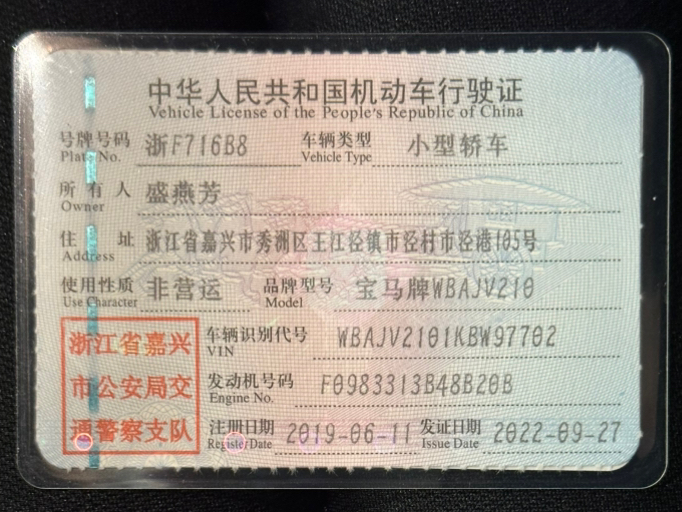 中华人民共和国机动车行驶证
Vehicle License of the People's Republic of China
号牌号码 浙F716B8 车辆类型 小型轿车
Plate No. Vehicle Type
所有人 盛燕芳
Owner
住址 浙江省嘉兴市秀洲区王江泾镇市泾村市泾港105号
Address
使用性质 非营运 品牌型号 宝马牌WBAJV210
Use Character Model
浙江省嘉兴 车辆识别代号 WBAJV2101KBW97702
VIN
市公安局交 发动机号码 F0983313B48B20B
Engine No.
通警察支队 注册日期 2019-06-11 发证日期 2022-09-27
Register Date Issue Date